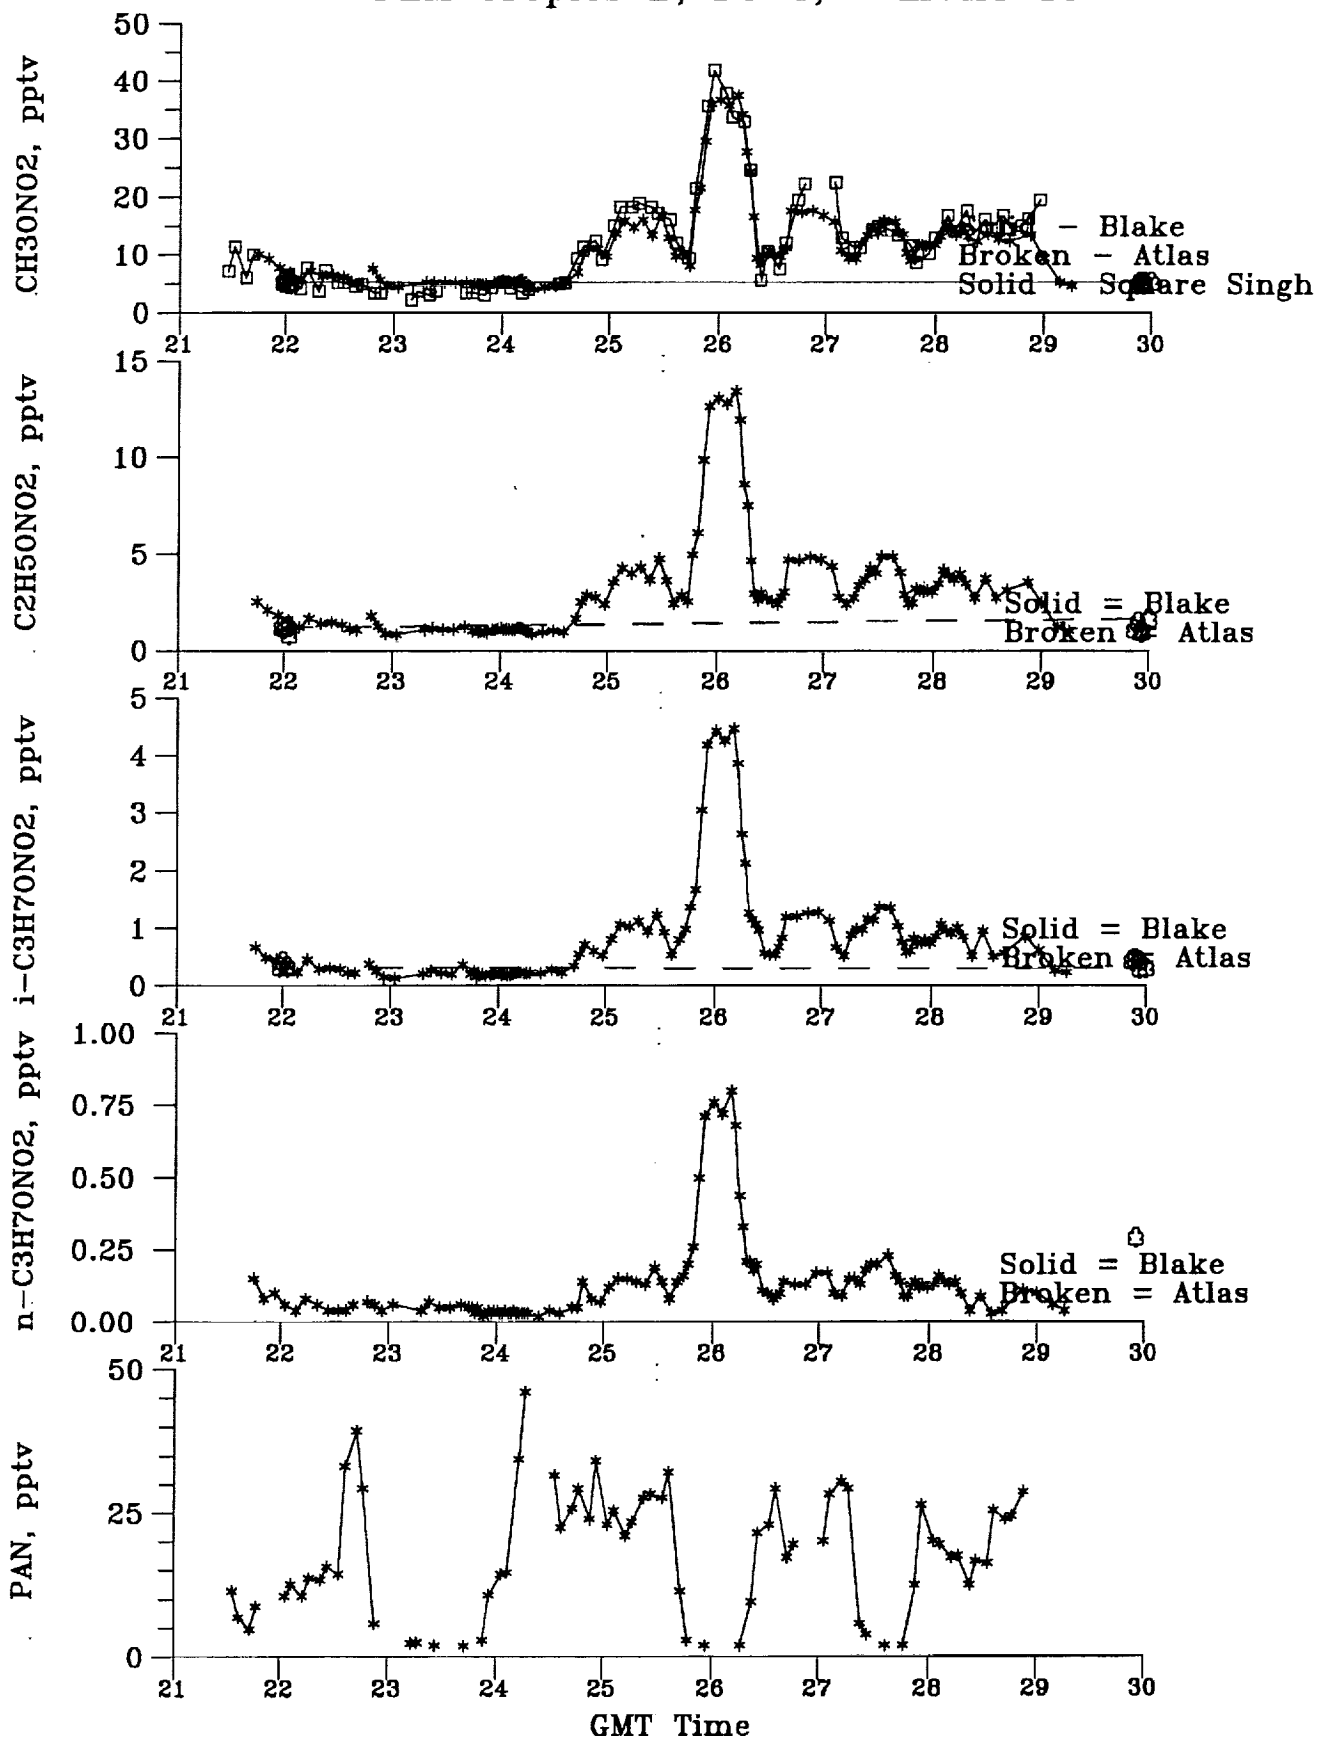 50
40
30
20
10
0
CH3ONO2, pptv
Solid - Blake
Broken - Atlas
Solid - Square Singh
21 22 23 24 25 26 27 28 29 30
15
10
5
0
C2H5ONO2, pptv
Solid = Blake
Broken = Atlas
21 22 23 24 25 26 27 28 29 30
5
4
3
2
1
0
i-C3H7ONO2, pptv
Solid = Blake
Broken = Atlas
21 22 23 24 25 26 27 28 29 30
1.00
0.75
0.50
0.25
0.00
n-C3H7ONO2, pptv
Solid = Blake
Broken = Atlas
21 22 23 24 25 26 27 28 29 30
50
25
0
PAN, pptv
21 22 23 24 25 26 27 28 29 30
GMT Time